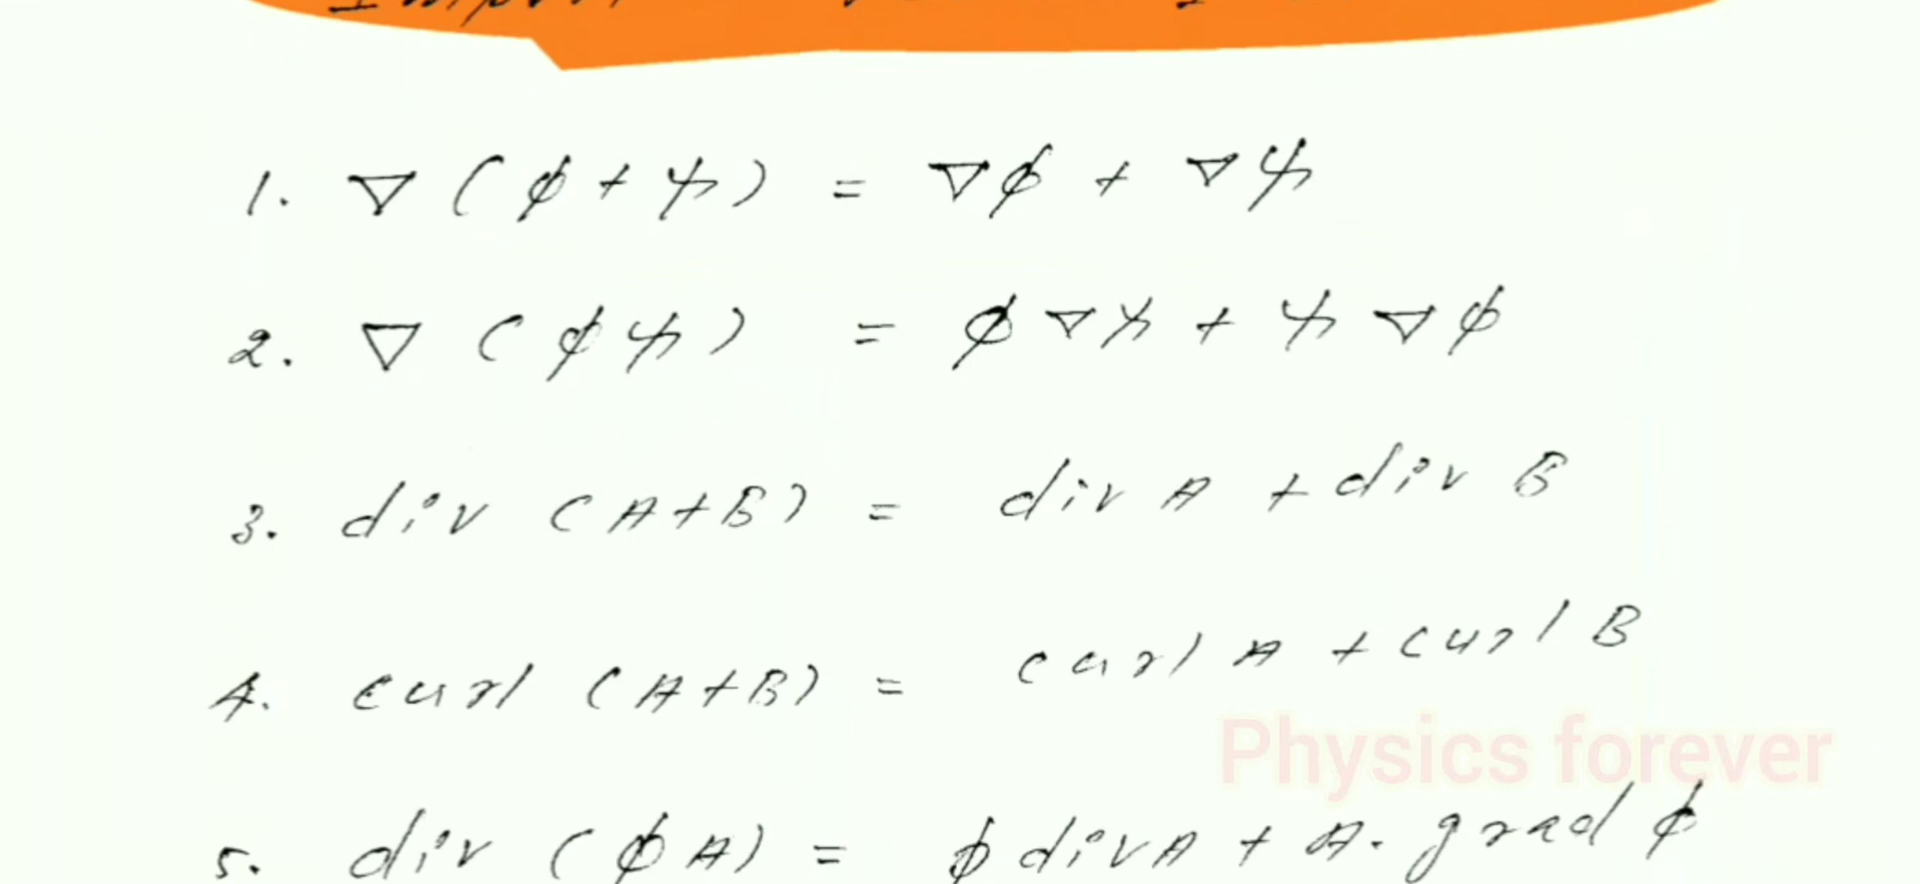 1. ∇ (ϕ + ψ) = ∇ϕ + ∇ψ
2. ∇ (ϕψ) = ϕ∇ψ + ψ∇ϕ
3. div (A+B) = div A + div B
4. curl (A+B) = curl A + curl B
Physics forever
5. div (ϕA) = ϕ div A + A. grad ϕ